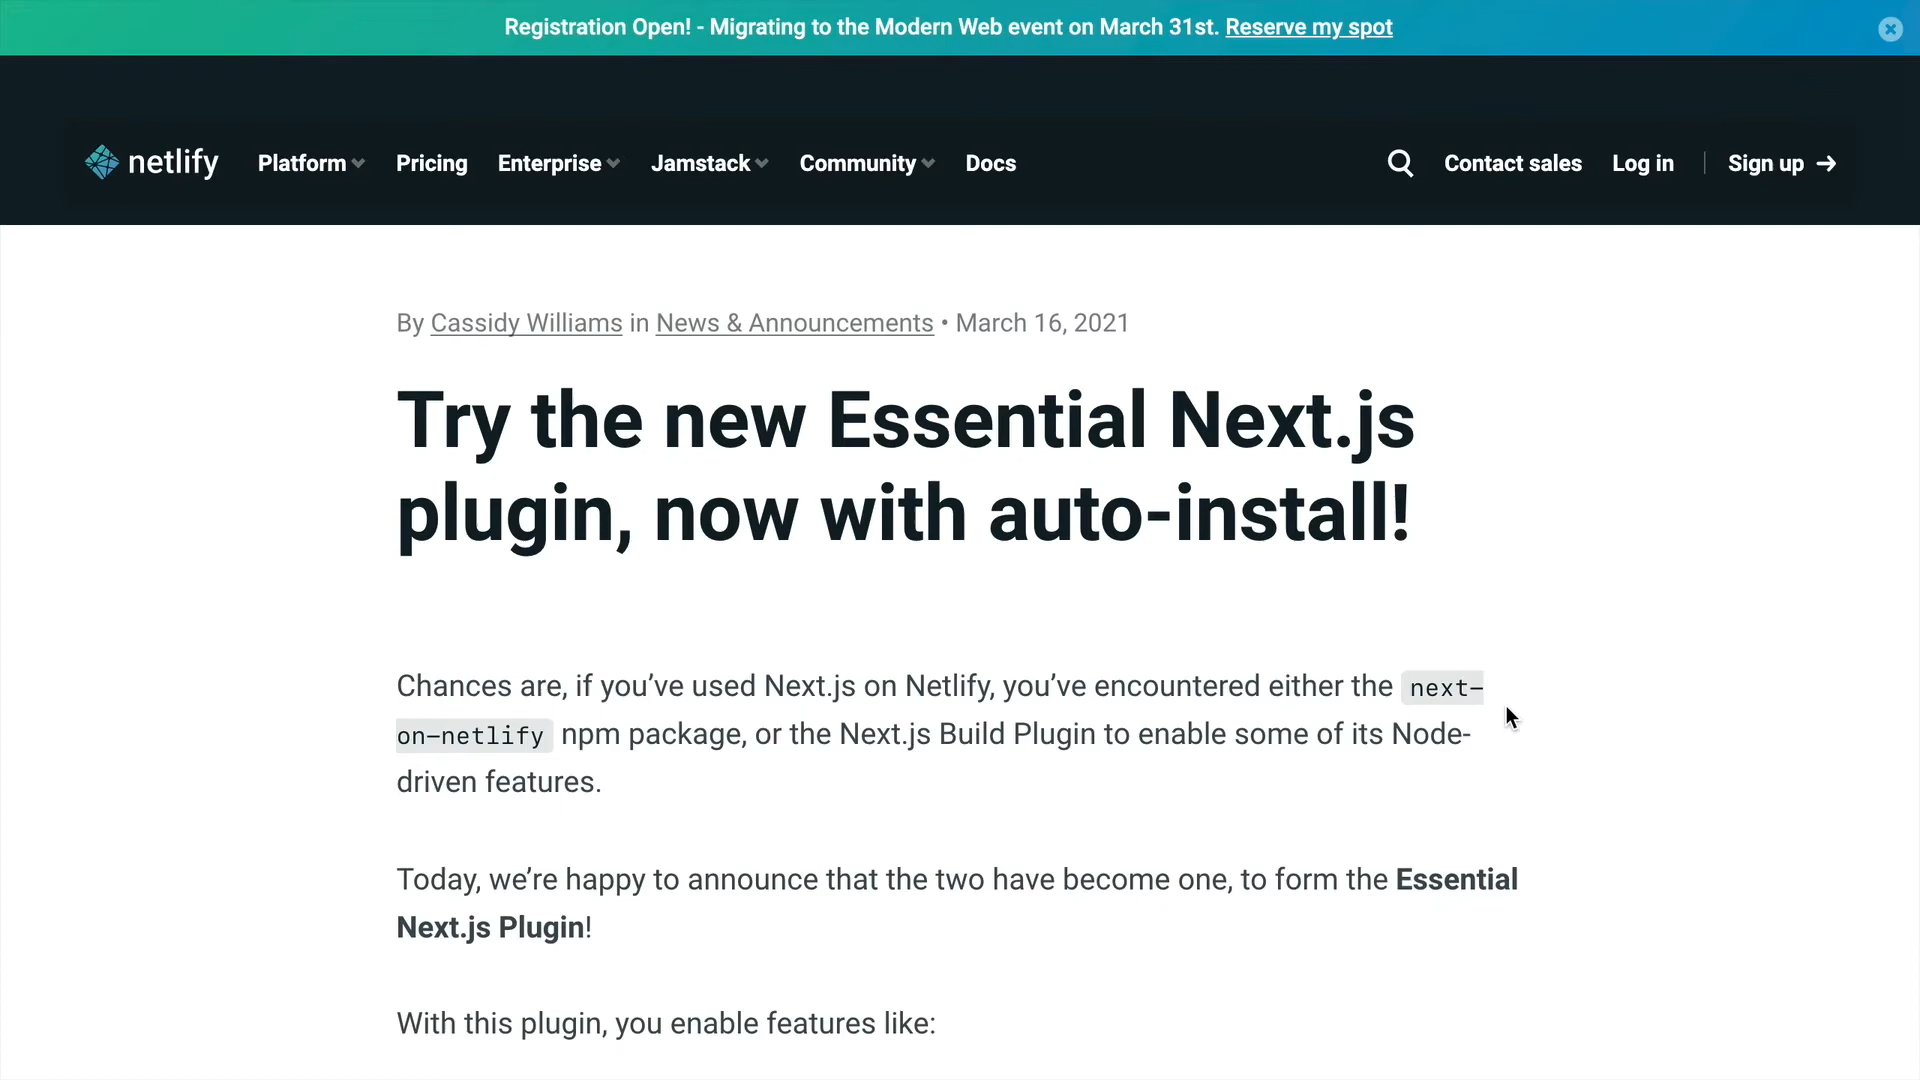 Registration Open! - Migrating to the Modern Web event on March 31st. Reserve my spot
netlify Platform Pricing Enterprise Jamstack Community Docs Contact sales Log in Sign up →
By Cassidy Williams in News & Announcements • March 16, 2021
Try the new Essential Next.js
plugin, now with auto-install!
Chances are, if you’ve used Next.js on Netlify, you’ve encountered either the next-
on-netlify npm package, or the Next.js Build Plugin to enable some of its Node-
driven features.
Today, we’re happy to announce that the two have become one, to form the Essential
Next.js Plugin!
With this plugin, you enable features like: